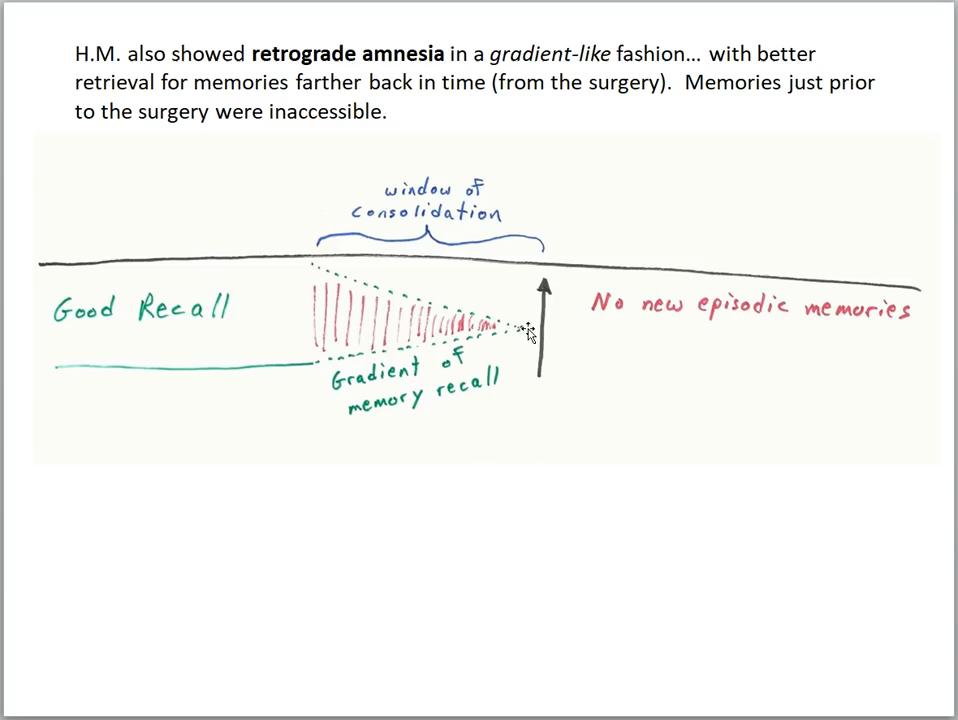 H.M. also showed retrograde amnesia in a gradient-like fashion... with better
retrieval for memories farther back in time (from the surgery).  Memories just prior
to the surgery were inaccessible.
window of
consolidation
Good Recall
No new episodic memories
Gradient of
memory recall